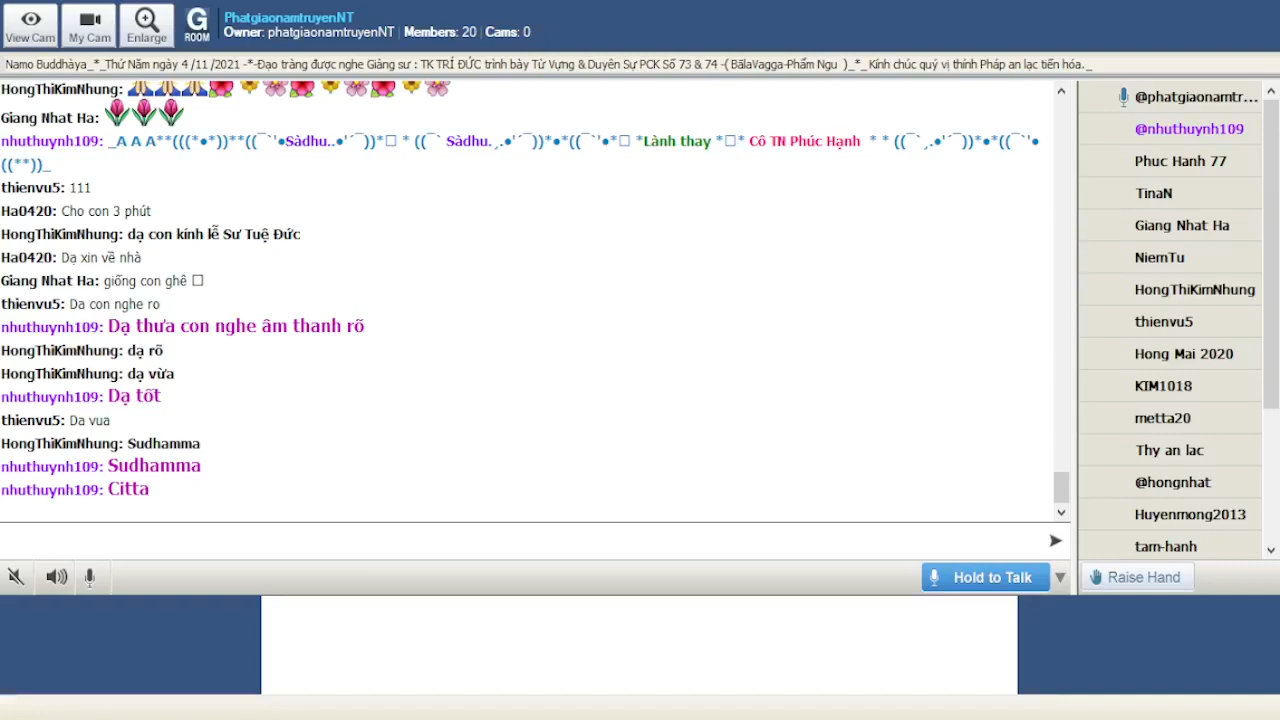 View Cam
My Cam
Enlarge
G
ROOM
PhatgiaonamtruyenNT
Owner: phatgiaonamtruyenNT | Members: 20 | Cams: 0
Namo Buddhàya_*_Thứ Năm ngày 4 /11 /2021 -*-Đạo tràng được nghe Giảng sư : TK TRÍ ĐỨC trình bày Từ Vựng & Duyên Sự PCK Số 73 & 74 -( BãlaVagga-Phẩm Ngu )_*_ Kính chúc quý vị thính Pháp an lạc tiến hóa._
HongThiKimNhung:
Giang Nhat Ha:
nhuthuynh109: _A A A**(((*•*))**((¯`'•Sàdhu..•'´¯))*□ * ((¯` Sàdhu.¸.•'´¯))*•*((¯`'•*□ *Lành thay *□* Cô TN Phúc Hạnh * * ((¯`¸.•'´¯))*•*((¯`'•
((**))_
thienvu5: 111
Ha0420: Cho con 3 phút
HongThiKimNhung: dạ con kính lễ Sư Tuệ Đức
Ha0420: Dạ xin về nhà
Giang Nhat Ha: giống con ghê □
thienvu5: Da con nghe ro
nhuthuynh109: Dạ thưa con nghe âm thanh rõ
HongThiKimNhung: dạ rõ
HongThiKimNhung: dạ vừa
nhuthuynh109: Dạ tốt
thienvu5: Da vua
HongThiKimNhung: Sudhamma
nhuthuynh109: Sudhamma
nhuthuynh109: Citta
@phatgiaonamtr...
@nhuthuynh109
Phuc Hanh 77
TinaN
Giang Nhat Ha
NiemTu
HongThiKimNhung
thienvu5
Hong Mai 2020
KIM1018
metta20
Thy an lac
@hongnhat
Huyenmong2013
tam-hanh
Hold to Talk
Raise Hand